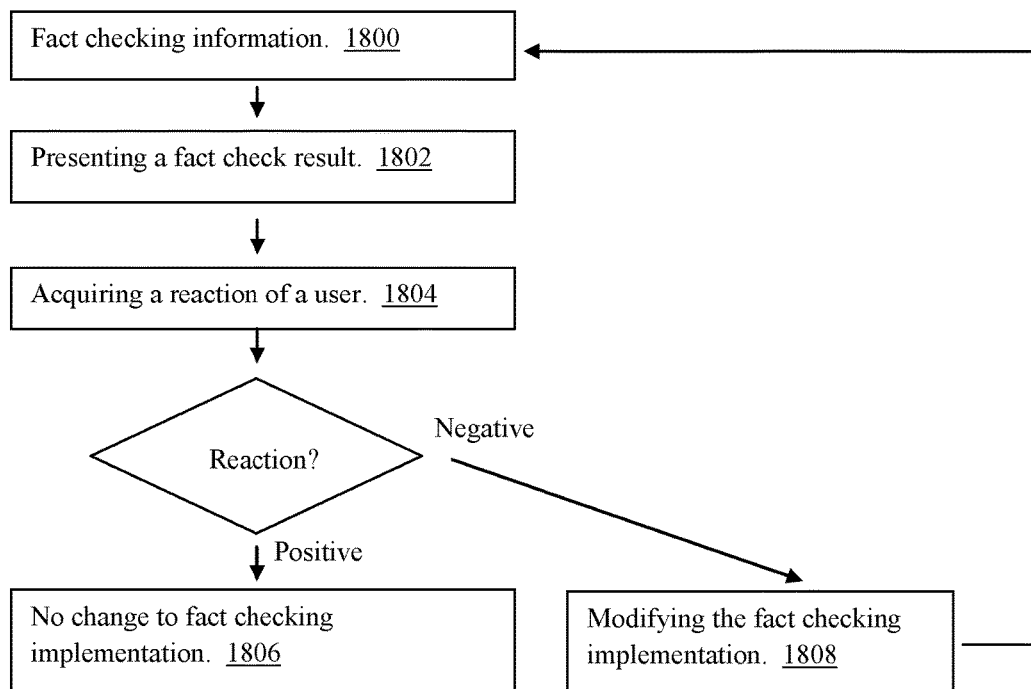 Fact checking information. 1800
Presenting a fact check result. 1802
Acquiring a reaction of a user. 1804
Negative
Reaction?
Positive
No change to fact checking
implementation. 1806
Modifying the fact checking
implementation. 1808